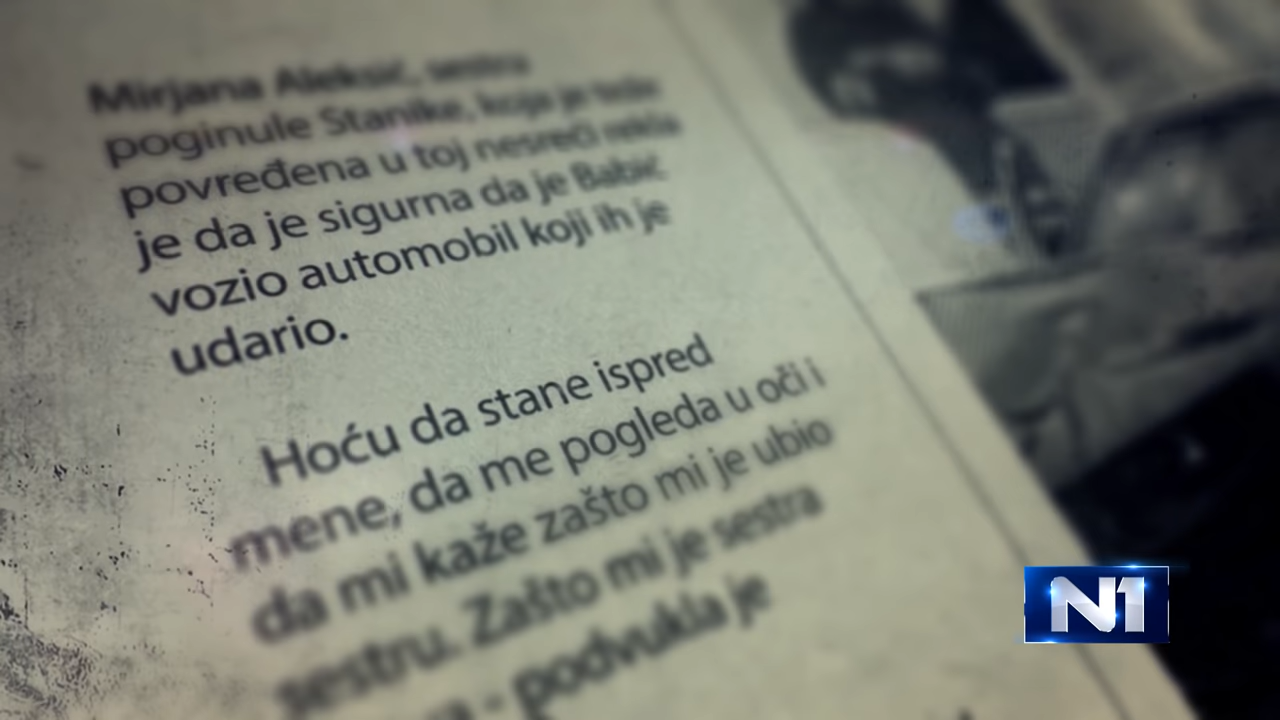 Mirjana Aleksić, sestra
poginule Stanike, koja je teško
povređena u toj nesreći rekla
je da je sigurna da je Babić
vozio automobil koji ih je
udario.
Hoću da stane ispred
mene, da me pogleda u oči i
da mi kaže zašto mi je ubio
sestru. Zašto mi je sestra
- podvukla je
N1